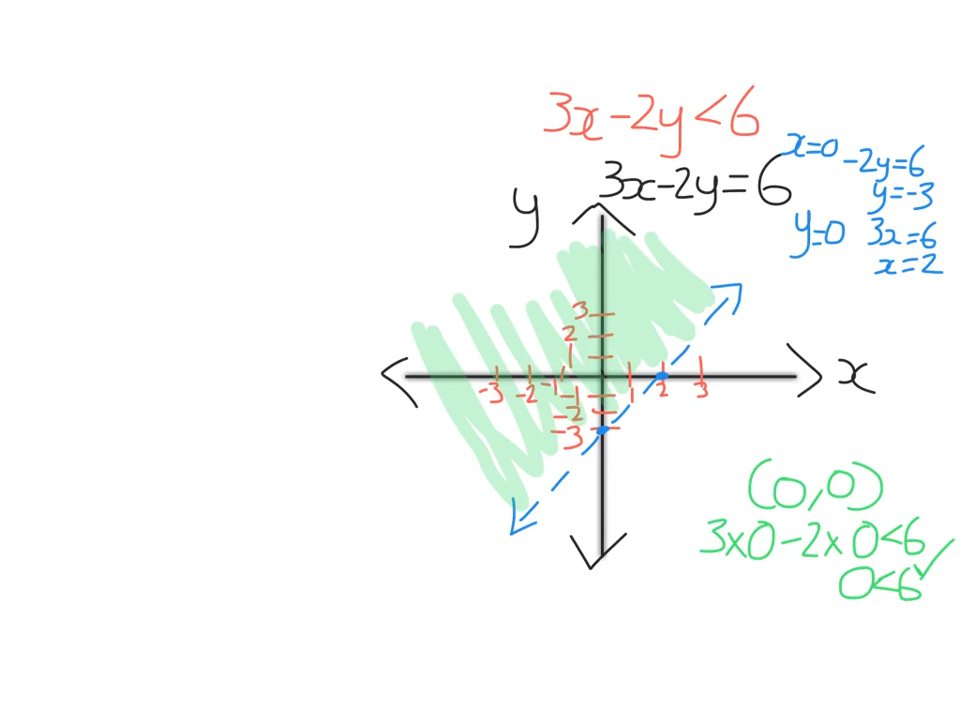 3x-2y<6
3x-2y=6
x=0 -2y=6
y=-3
y=0 3x=6
x=2
y
3
2
1
-3 -2 -1 1 2 3
x
-1
-2
-3
(0,0)
3x0-2x0<6
0<6✓